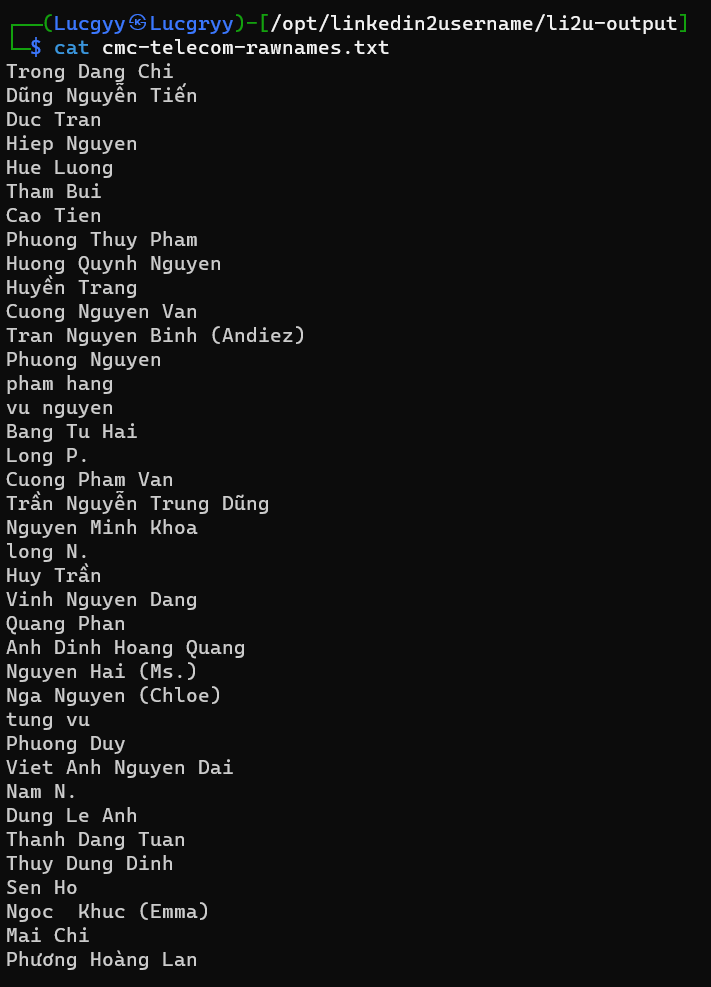 ┌──(Lucgyy㉿Lucgryy)-[/opt/linkedin2username/li2u-output]
└─$ cat cmc-telecom-rawnames.txt
Trong Dang Chi
Dũng Nguyễn Tiến
Duc Tran
Hiep Nguyen
Hue Luong
Tham Bui
Cao Tien
Phuong Thuy Pham
Huong Quynh Nguyen
Huyền Trang
Cuong Nguyen Van
Tran Nguyen Binh (Andiez)
Phuong Nguyen
pham hang
vu nguyen
Bang Tu Hai
Long P.
Cuong Pham Van
Trần Nguyễn Trung Dũng
Nguyen Minh Khoa
long N.
Huy Trần
Vinh Nguyen Dang
Quang Phan
Anh Dinh Hoang Quang
Nguyen Hai (Ms.)
Nga Nguyen (Chloe)
tung vu
Phuong Duy
Viet Anh Nguyen Dai
Nam N.
Dung Le Anh
Thanh Dang Tuan
Thuy Dung Dinh
Sen Ho
Ngoc  Khuc (Emma)
Mai Chi
Phương Hoàng Lan